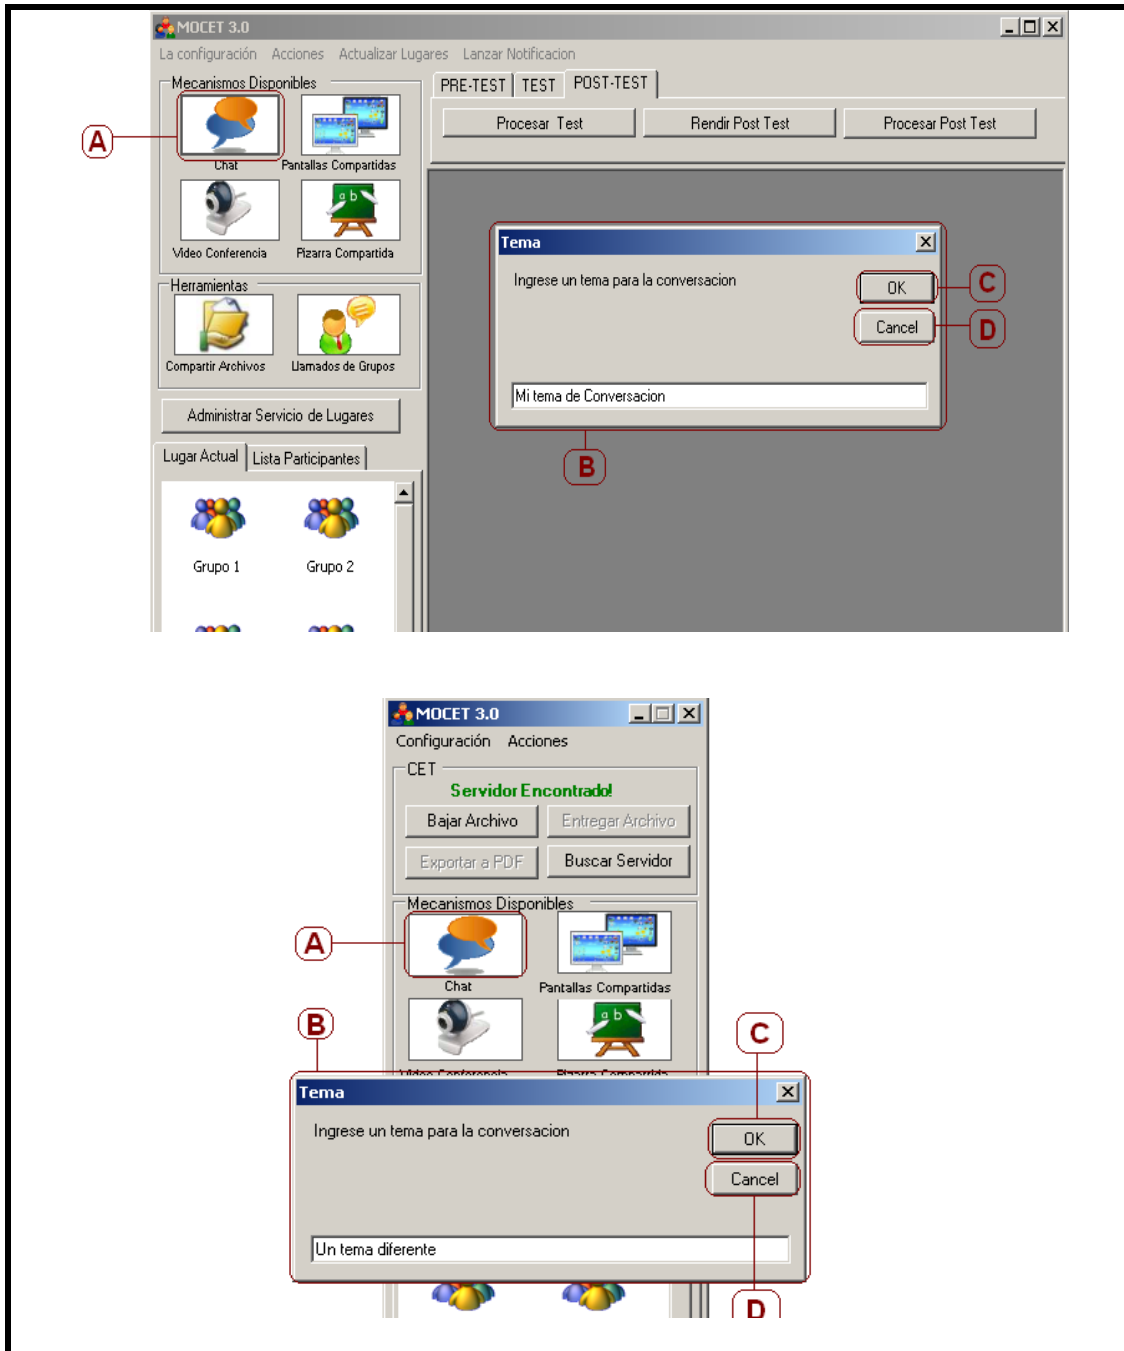 MOCET 3.0
La configuración Acciones Actualizar Lugares Lanzar Notificacion
Mecanismos Disponibles
PRE-TEST TEST POST-TEST
Procesar Test Rendir Post Test Procesar Post Test
A
Chat Pantallas Compartidas
a b
Video Conferencia Pizarra Compartida
Tema
Ingrese un tema para la conversacion
OK
C
Cancel
D
Mi tema de Conversacion
B
Herramientas
Compartir Archivos Llamados de Grupos
Administrar Servicio de Lugares
Lugar Actual Lista Participantes
Grupo 1 Grupo 2
MOCET 3.0
Configuración Acciones
CET
Servidor Encontrado!
Bajar Archivo Entregar Archivo
Exportar a PDF Buscar Servidor
Mecanismos Disponibles
A
Chat Pantallas Compartidas
a b
B
C
Video Conferencia Pizarra Compartida
Tema
Ingrese un tema para la conversacion
OK
Cancel
Un tema diferente
D